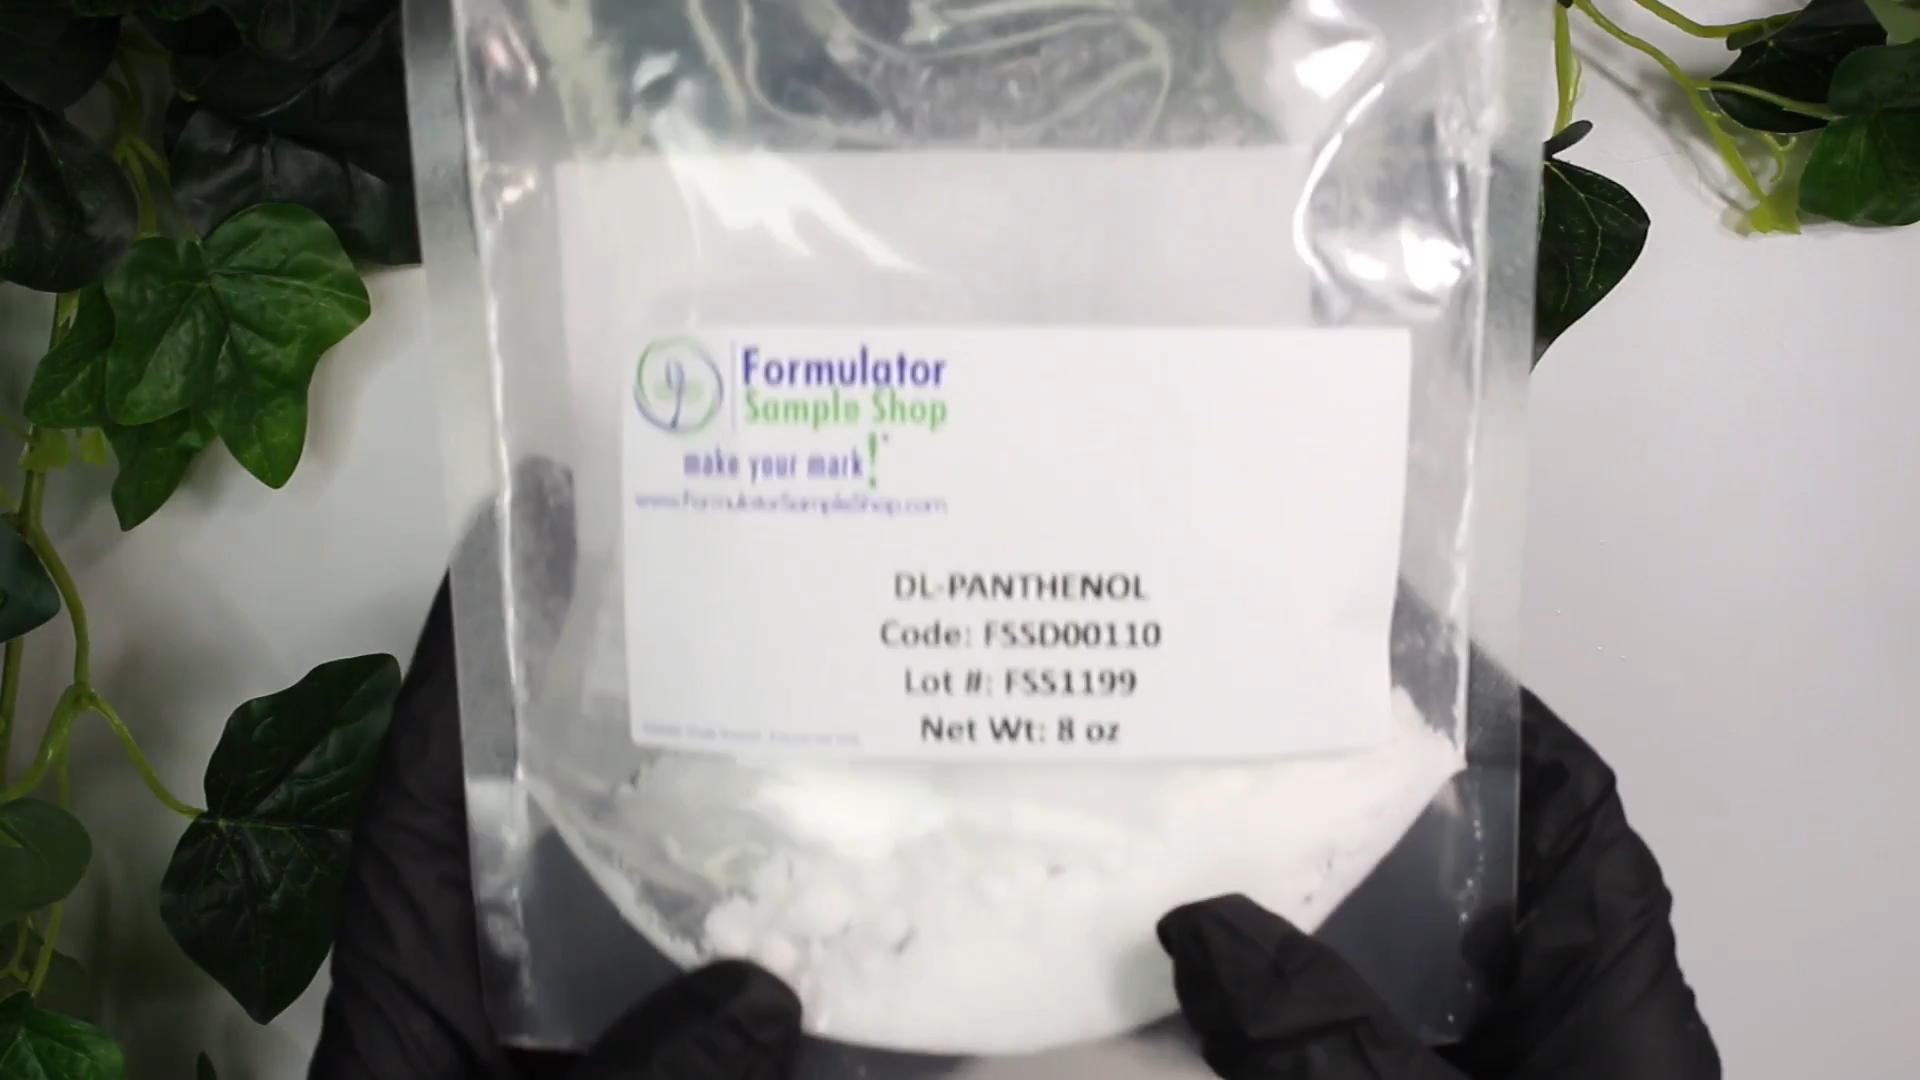 Formulator
Sample Shop
make your mark!
www.FormulatorSampleShop.com
DL-PANTHENOL
Code: FSSD00110
Lot #: FSS1199
Net Wt: 8 oz